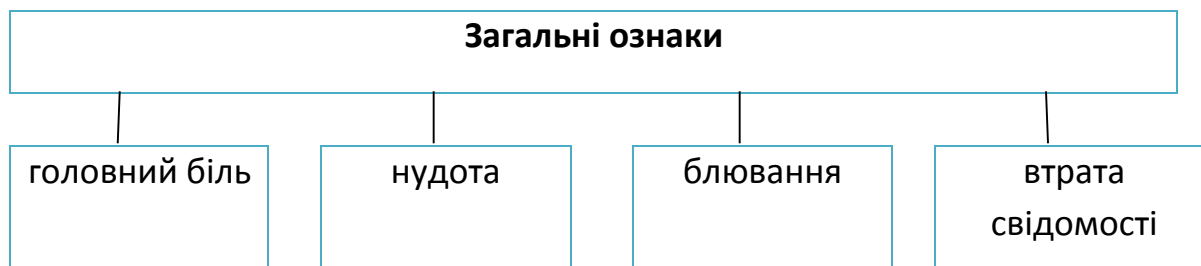 Загальні ознаки
головний біль
нудота
блювання
втрата
свідомості